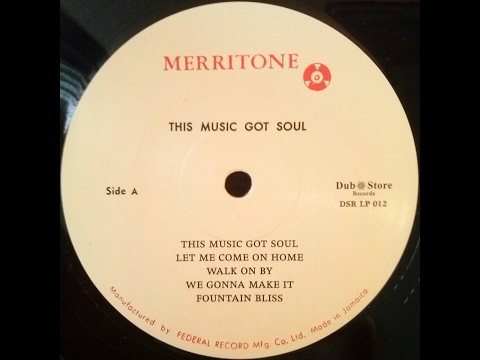 MERRITONE
THIS MUSIC GOT SOUL
Side A
Dub Store
Records
DSR LP 012
THIS MUSIC GOT SOUL
LET ME COME ON HOME
WALK ON BY
WE GONNA MAKE IT
FOUNTAIN BLISS
Manufactured by FEDERAL RECORD Mfg. Co. Ltd. Made in Jamaica